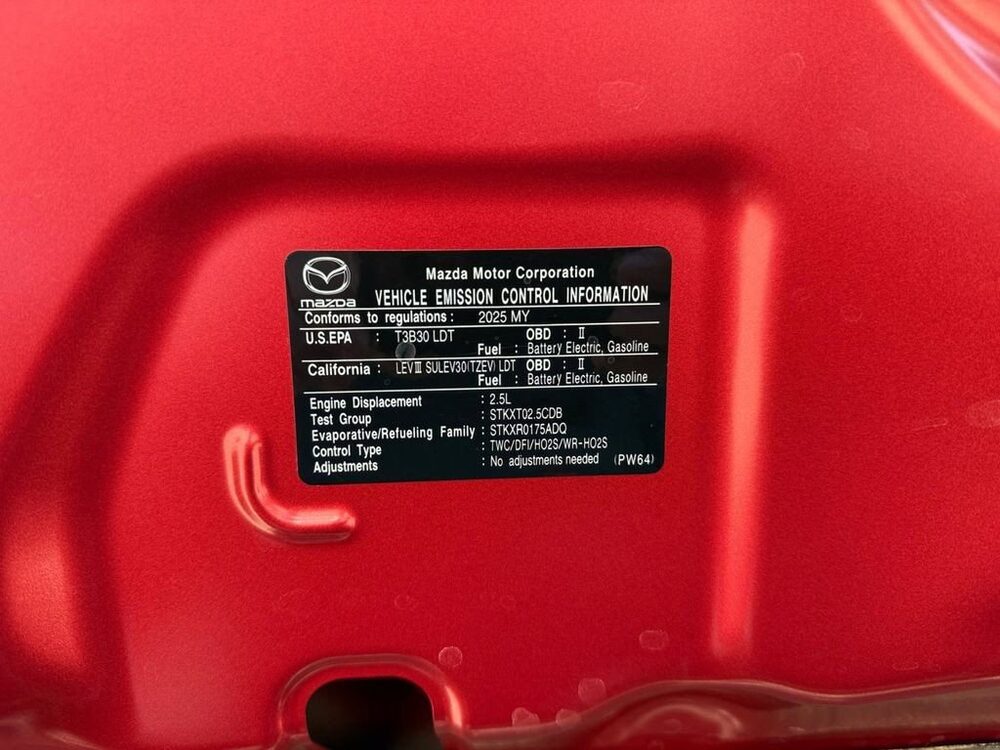 Mazda Motor Corporation
mazda VEHICLE EMISSION CONTROL INFORMATION
Conforms to regulations : 2025 MY
U.S.EPA : T3B30 LDT OBD : II
Fuel : Battery Electric, Gasoline
California : LEVIII SULEV30(TZEV) LDT OBD : II
Fuel : Battery Electric, Gasoline
Engine Displacement : 2.5L
Test Group : STKXT02.5CDB
Evaporative/Refueling Family : STKXR0175ADQ
Control Type : TWC/DFI/HO2S/WR-HO2S
Adjustments : No adjustments needed (PW64)